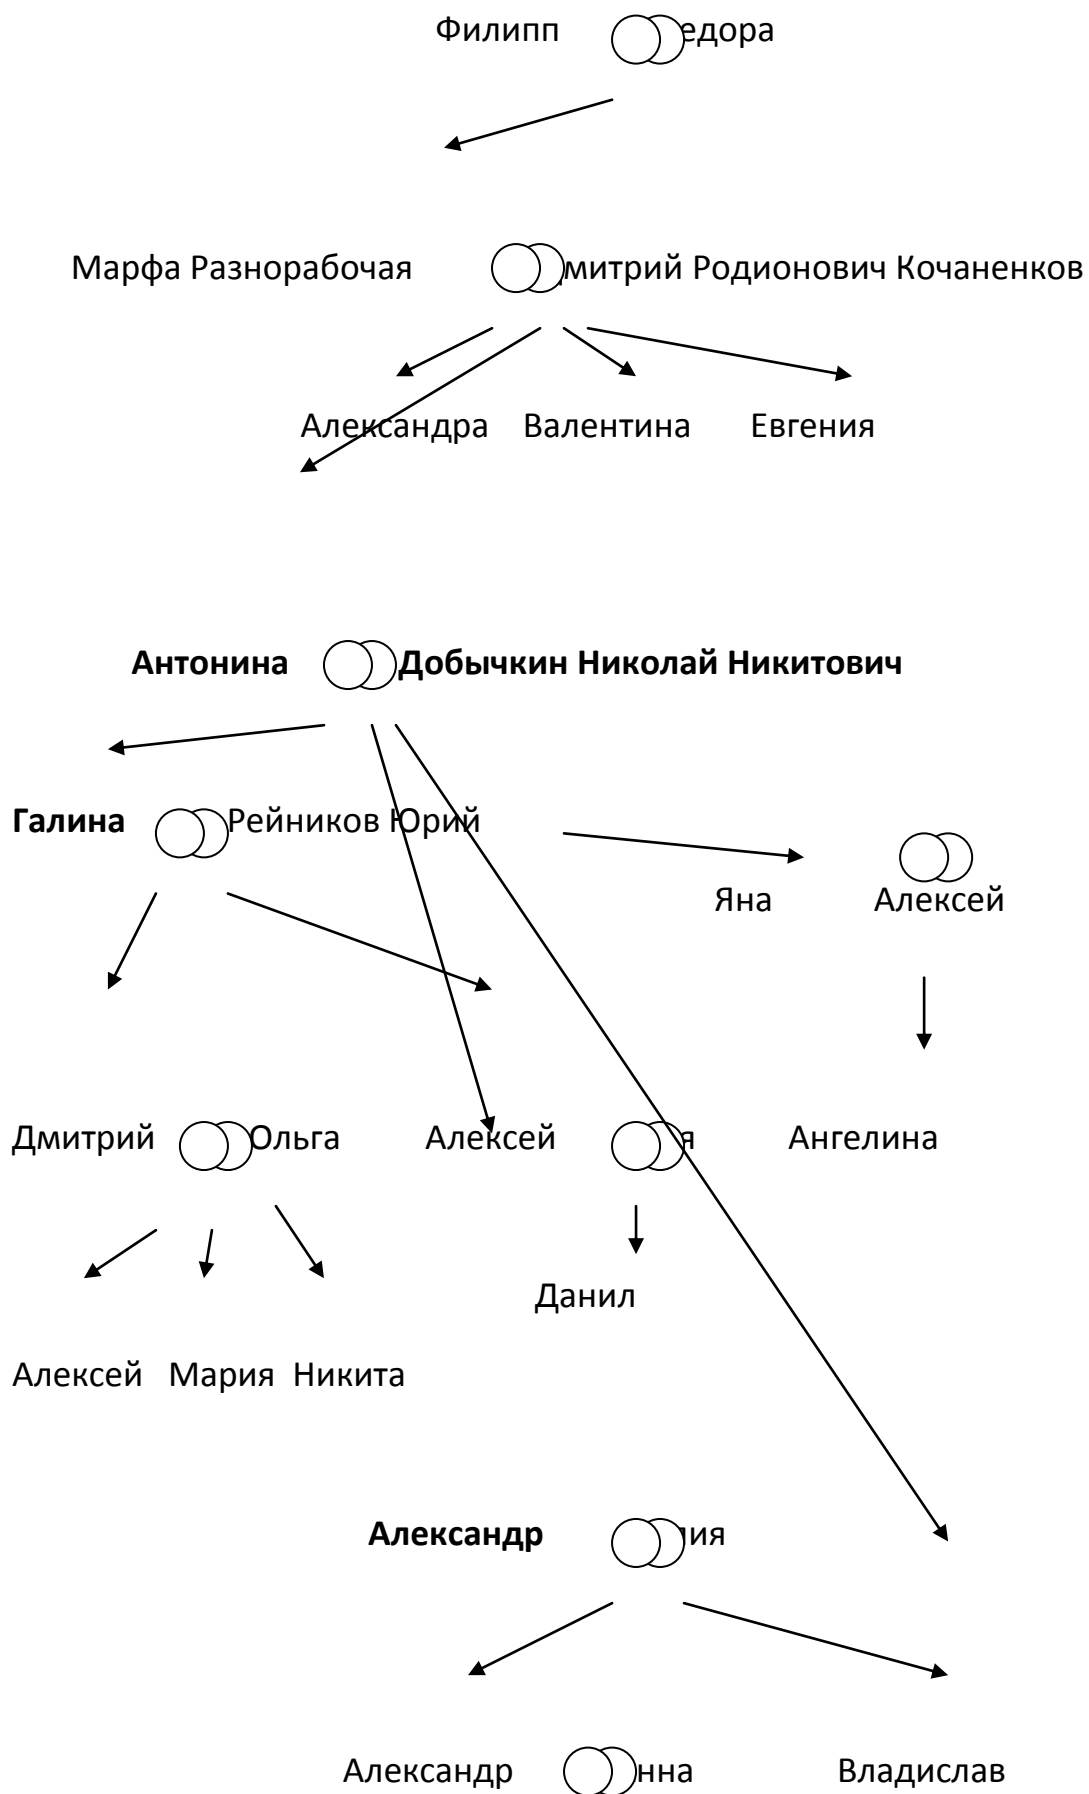 Филипп едора
Марфа Разнорабочая митрий Родионович Кочаненков
Александра Валентина Евгения
Антонина Добычкин Николай Никитович
Галина Рейников Юрий
Яна Алексей
Дмитрий Ольга Алексей я Ангелина
Данил
Алексей Мария Никита
Александр ия
Александр нна Владислав